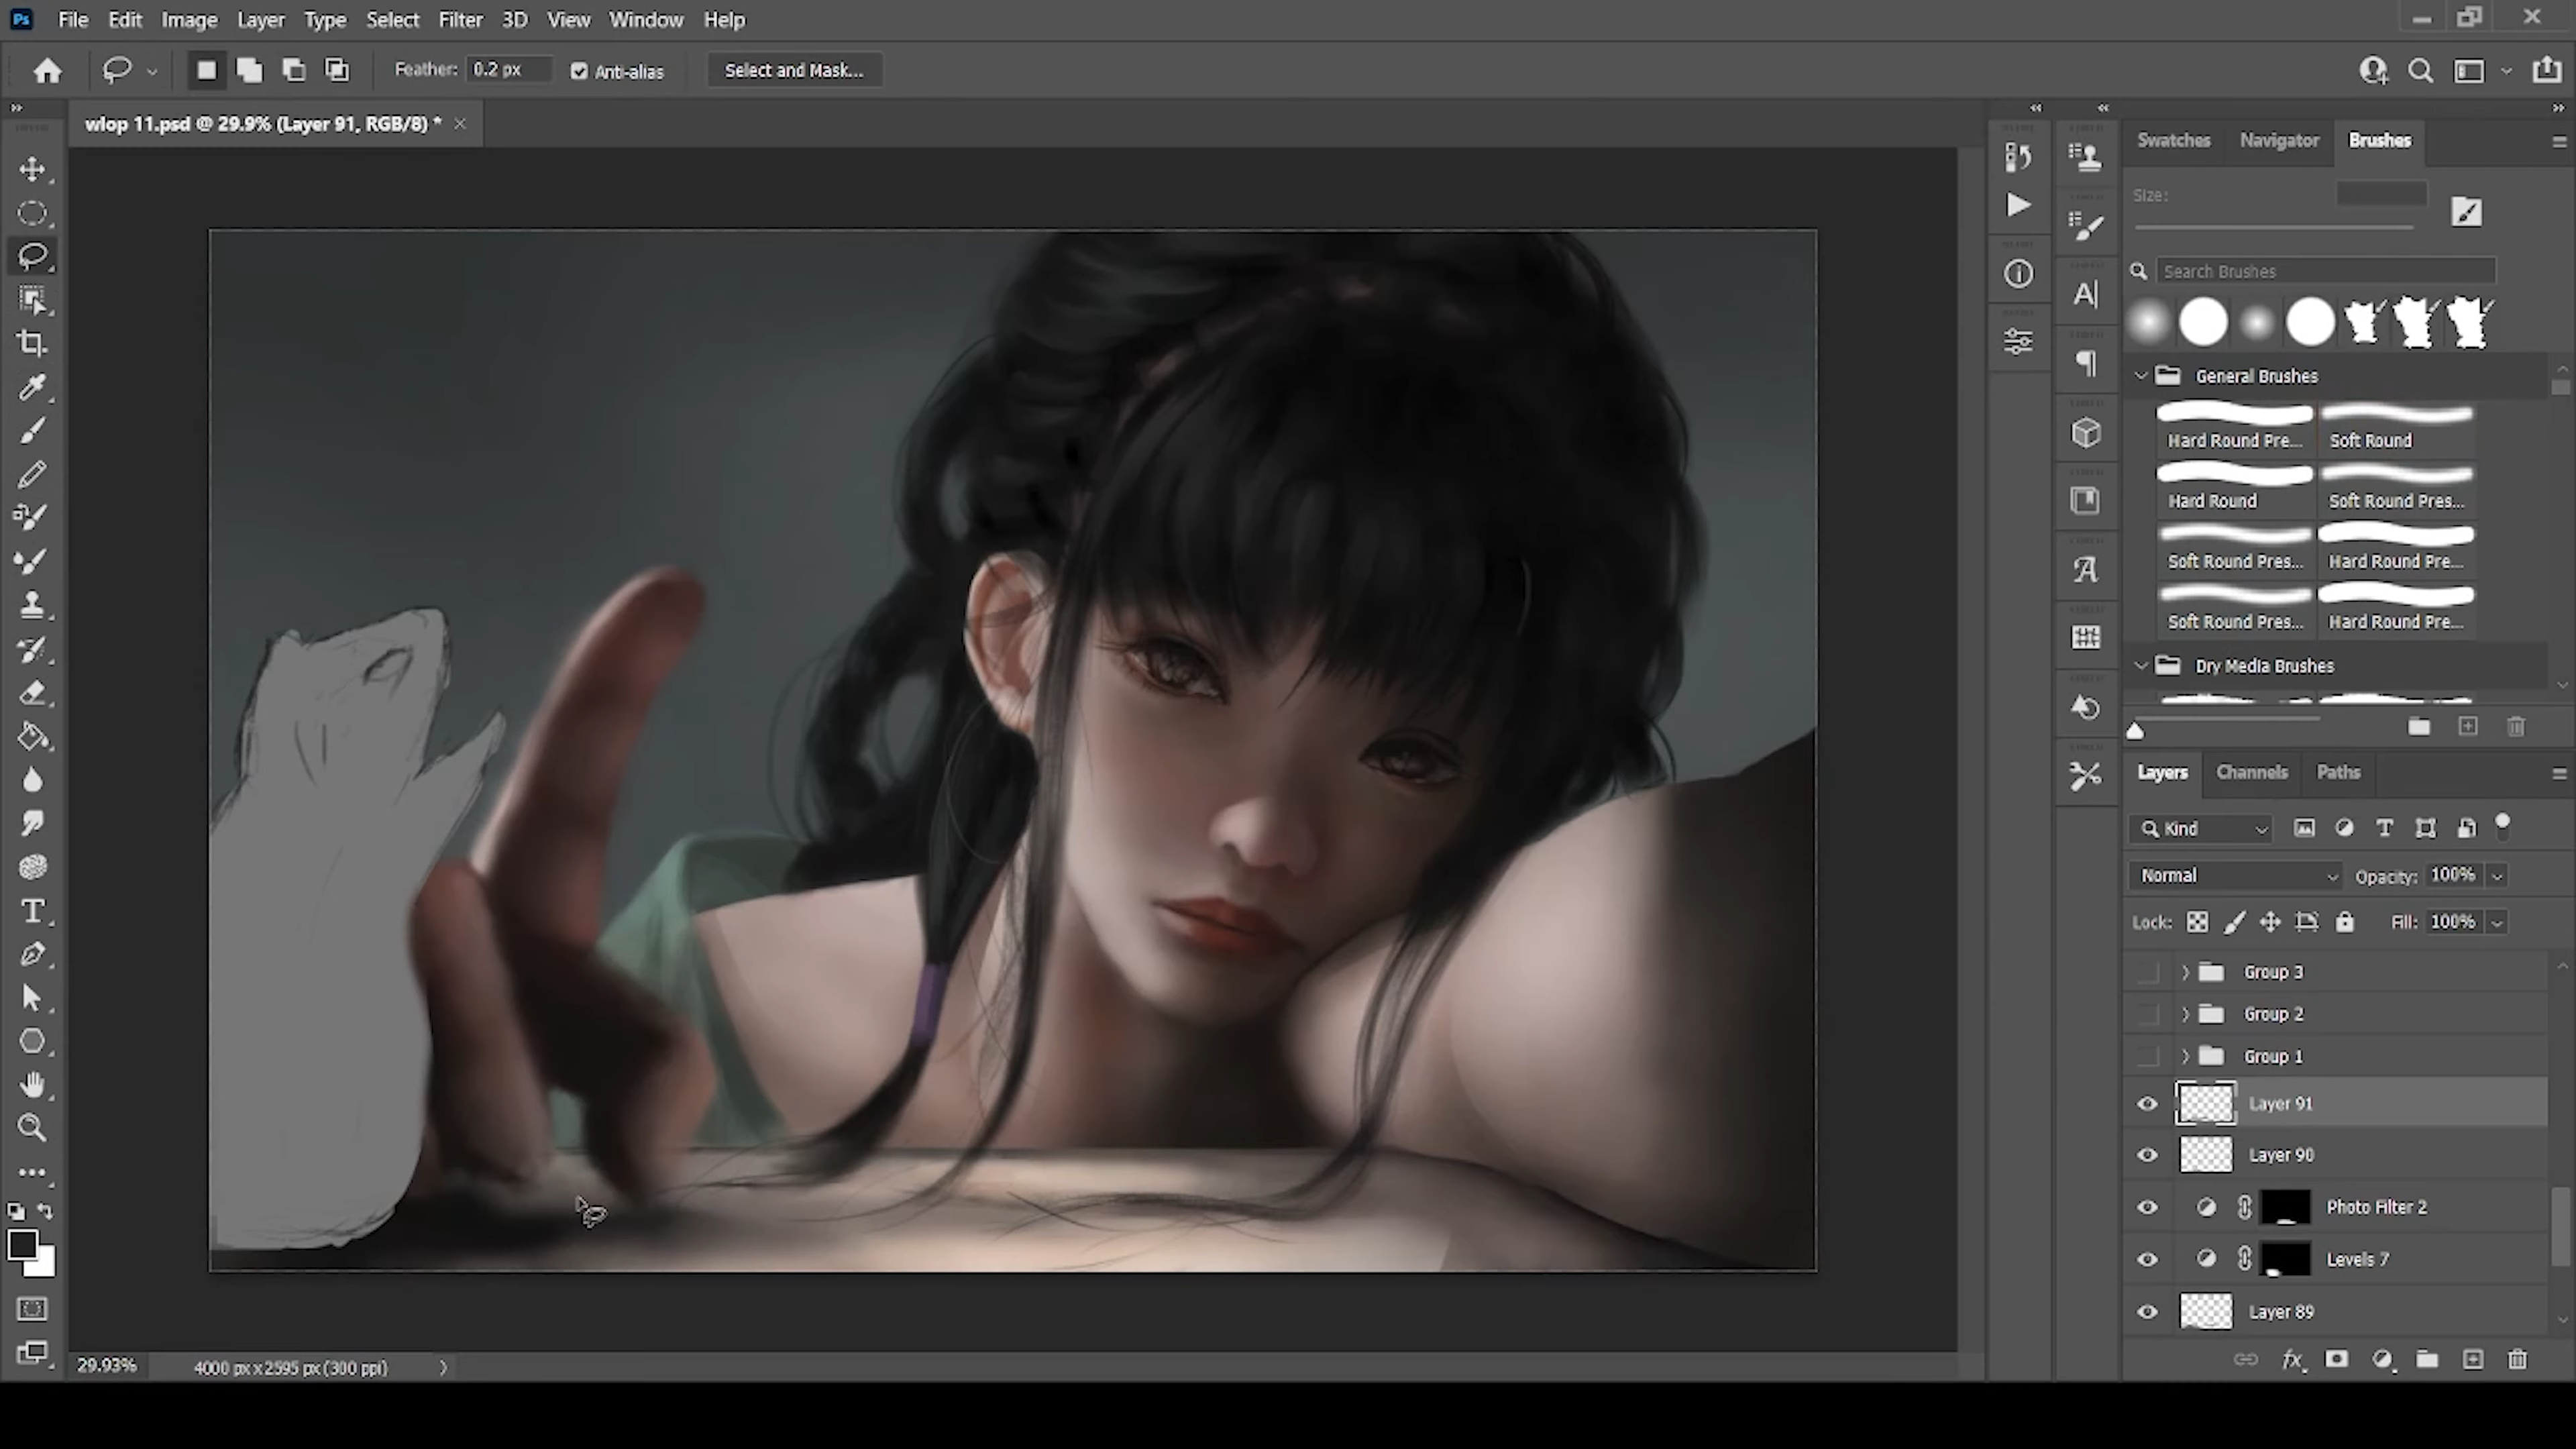 Ps File Edit Image Layer Type Select Filter 3D View Window Help
Feather: 0.2 px Anti-alias Select and Mask...
wlop 11.psd @ 29.9% (Layer 91, RGB/8) *
Swatches Navigator Brushes
Size:
Search Brushes
General Brushes
Hard Round Pre... Soft Round
Hard Round Soft Round Pres...
Soft Round Pres... Hard Round Pre...
Soft Round Pres... Hard Round Pre...
Dry Media Brushes
Layers Channels Paths
Kind
Normal Opacity: 100%
Lock: Fill: 100%
Group 3
Group 2
Group 1
Layer 91
Layer 90
Photo Filter 2
Levels 7
Layer 89
29.93% 4000 px x 2595 px (300 ppi)